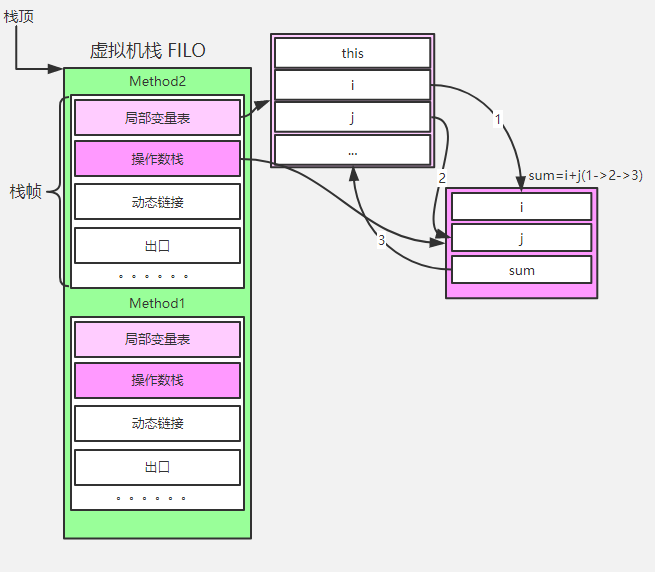 栈顶
虚拟机栈 FILO
Method2
局部变量表
操作数栈
动态链接
出口
。。。。。。
栈帧
Method1
局部变量表
操作数栈
动态链接
出口
。。。。。。
this
i
j
...
1
2
3
sum=i+j(1->2->3)
i
j
sum